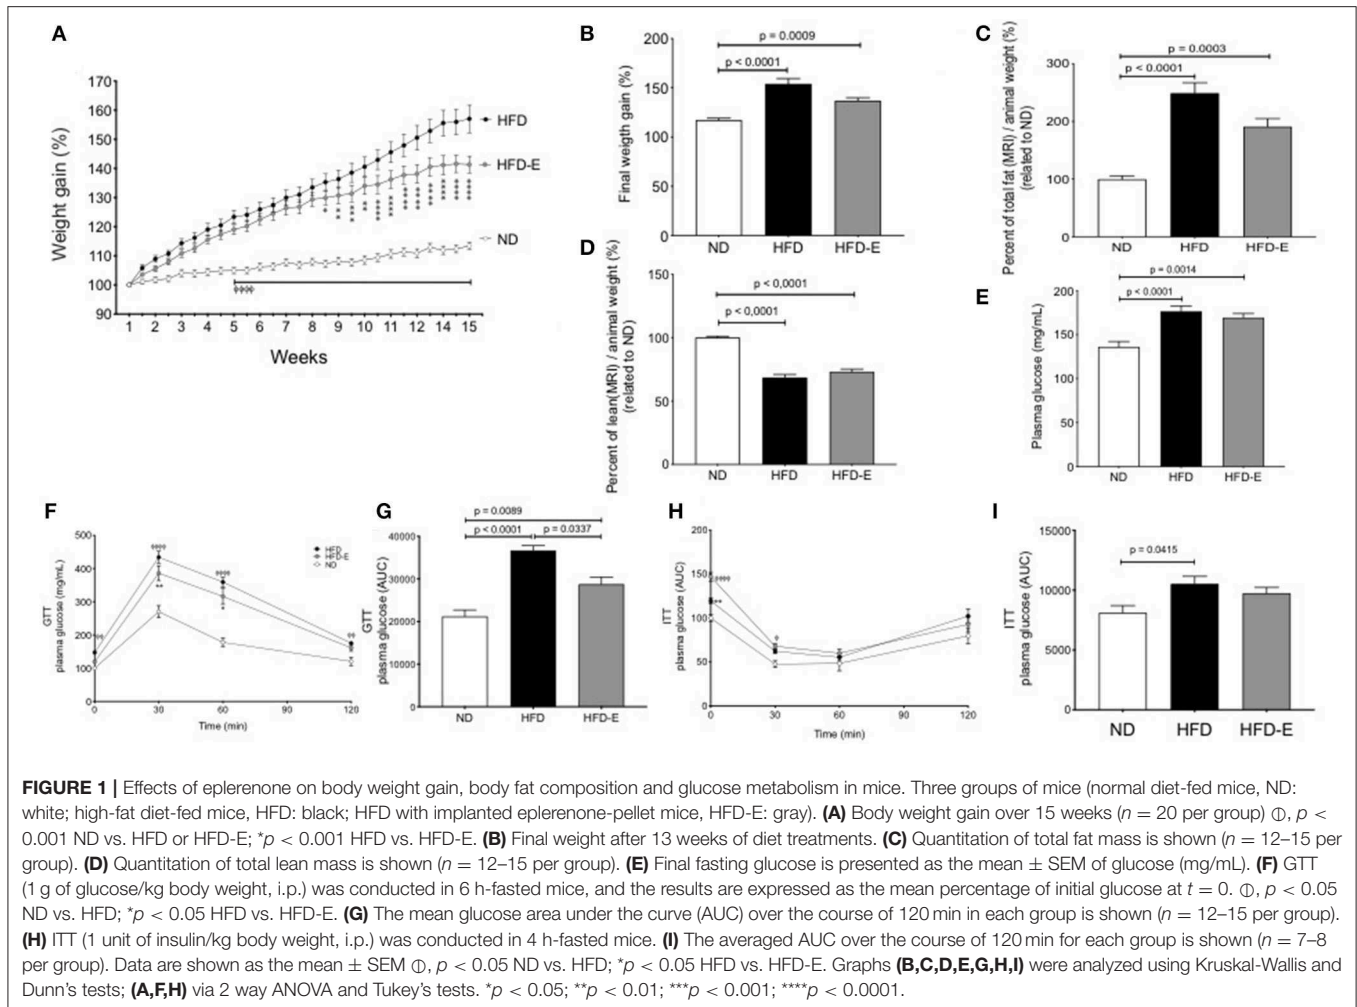 A
Weight gain (%)
170
160
150
140
130
120
110
100
90
HFD
HFD-E
ND
1 2 3 4 5 6 7 8 9 10 11 12 13 14 15
Weeks
B
Final weigth gain (%)
200
150
100
50
0
p = 0.0009
p <0.0001
ND HFD HFD-E
C
Percent of total fat (MRI) / animal weight (%)
(related to ND)
300
200
100
0
p = 0.0003
p <0.0001
ND HFD HFD-E
D
Percent of lean(MRI) / animal weight (%)
(related to ND)
150
100
50
0
p < 0,0001
p < 0,0001
ND HFD HFD-E
E
Plasma glucose (mg/mL)
200
150
100
50
0
p = 0.0014
p <0.0001
ND HFD HFD-E
F
GTT
plasma glucose (mg/mL)
500
400
300
200
100
0
HFD
HFD-E
ND
**
0 30 60 90 120
Time (min)
G
GTT
plasma glucose (AUC)
40000
30000
20000
10000
0
p = 0.0089
p < 0.0001 p = 0.0337
ND HFD HFD-E
H
ITT
plasma glucose (AUC)
200
150
100
50
0
**
0 30 60 90 120
Time (min)
I
ITT
plasma glucose (AUC)
15000
10000
5000
0
p = 0.0415
ND HFD HFD-E
FIGURE 1 | Effects of eplerenone on body weight gain, body fat composition and glucose metabolism in mice. Three groups of mice (normal diet-fed mice, ND:
white; high-fat diet-fed mice, HFD: black; HFD with implanted eplerenone-pellet mice, HFD-E: gray). (A) Body weight gain over 15 weeks (n = 20 per group) ⦶, p <
0.001 ND vs. HFD or HFD-E; *p < 0.001 HFD vs. HFD-E. (B) Final weight after 13 weeks of diet treatments. (C) Quantitation of total fat mass is shown (n = 12–15 per
group). (D) Quantitation of total lean mass is shown (n = 12–15 per group). (E) Final fasting glucose is presented as the mean ± SEM of glucose (mg/mL). (F) GTT
(1 g of glucose/kg body weight, i.p.) was conducted in 6 h-fasted mice, and the results are expressed as the mean percentage of initial glucose at t = 0. ⦶, p < 0.05
ND vs. HFD; *p < 0.05 HFD vs. HFD-E. (G) The mean glucose area under the curve (AUC) over the course of 120 min in each group is shown (n = 12–15 per group).
(H) ITT (1 unit of insulin/kg body weight, i.p.) was conducted in 4 h-fasted mice. (I) The averaged AUC over the course of 120 min for each group is shown (n = 7–8
per group). Data are shown as the mean ± SEM ⦶, p < 0.05 ND vs. HFD; *p < 0.05 HFD vs. HFD-E. Graphs (B,C,D,E,G,H,I) were analyzed using Kruskal-Wallis and
Dunn's tests; (A,F,H) via 2 way ANOVA and Tukey's tests. *p < 0.05; **p < 0.01; ***p < 0.001; ****p < 0.0001.